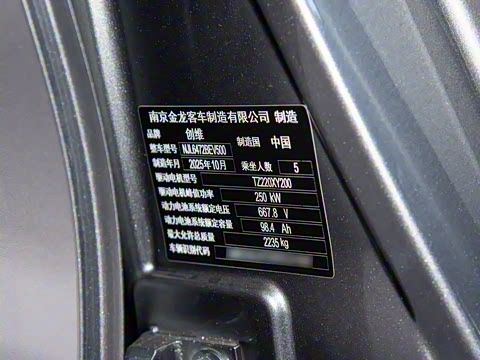 南京金龙客车制造有限公司 制造
品牌 创维 制造国 中国
整车型号 NJL6472BEV500
制造年月 2025年10月 乘坐人数 5
驱动电机型号 TZ220XY200
驱动电机峰值功率 250 kW
动力电池系统额定电压 667.8 V
动力电池系统额定容量 98.4 Ah
最大允许总质量 2235kg
车辆识别代码